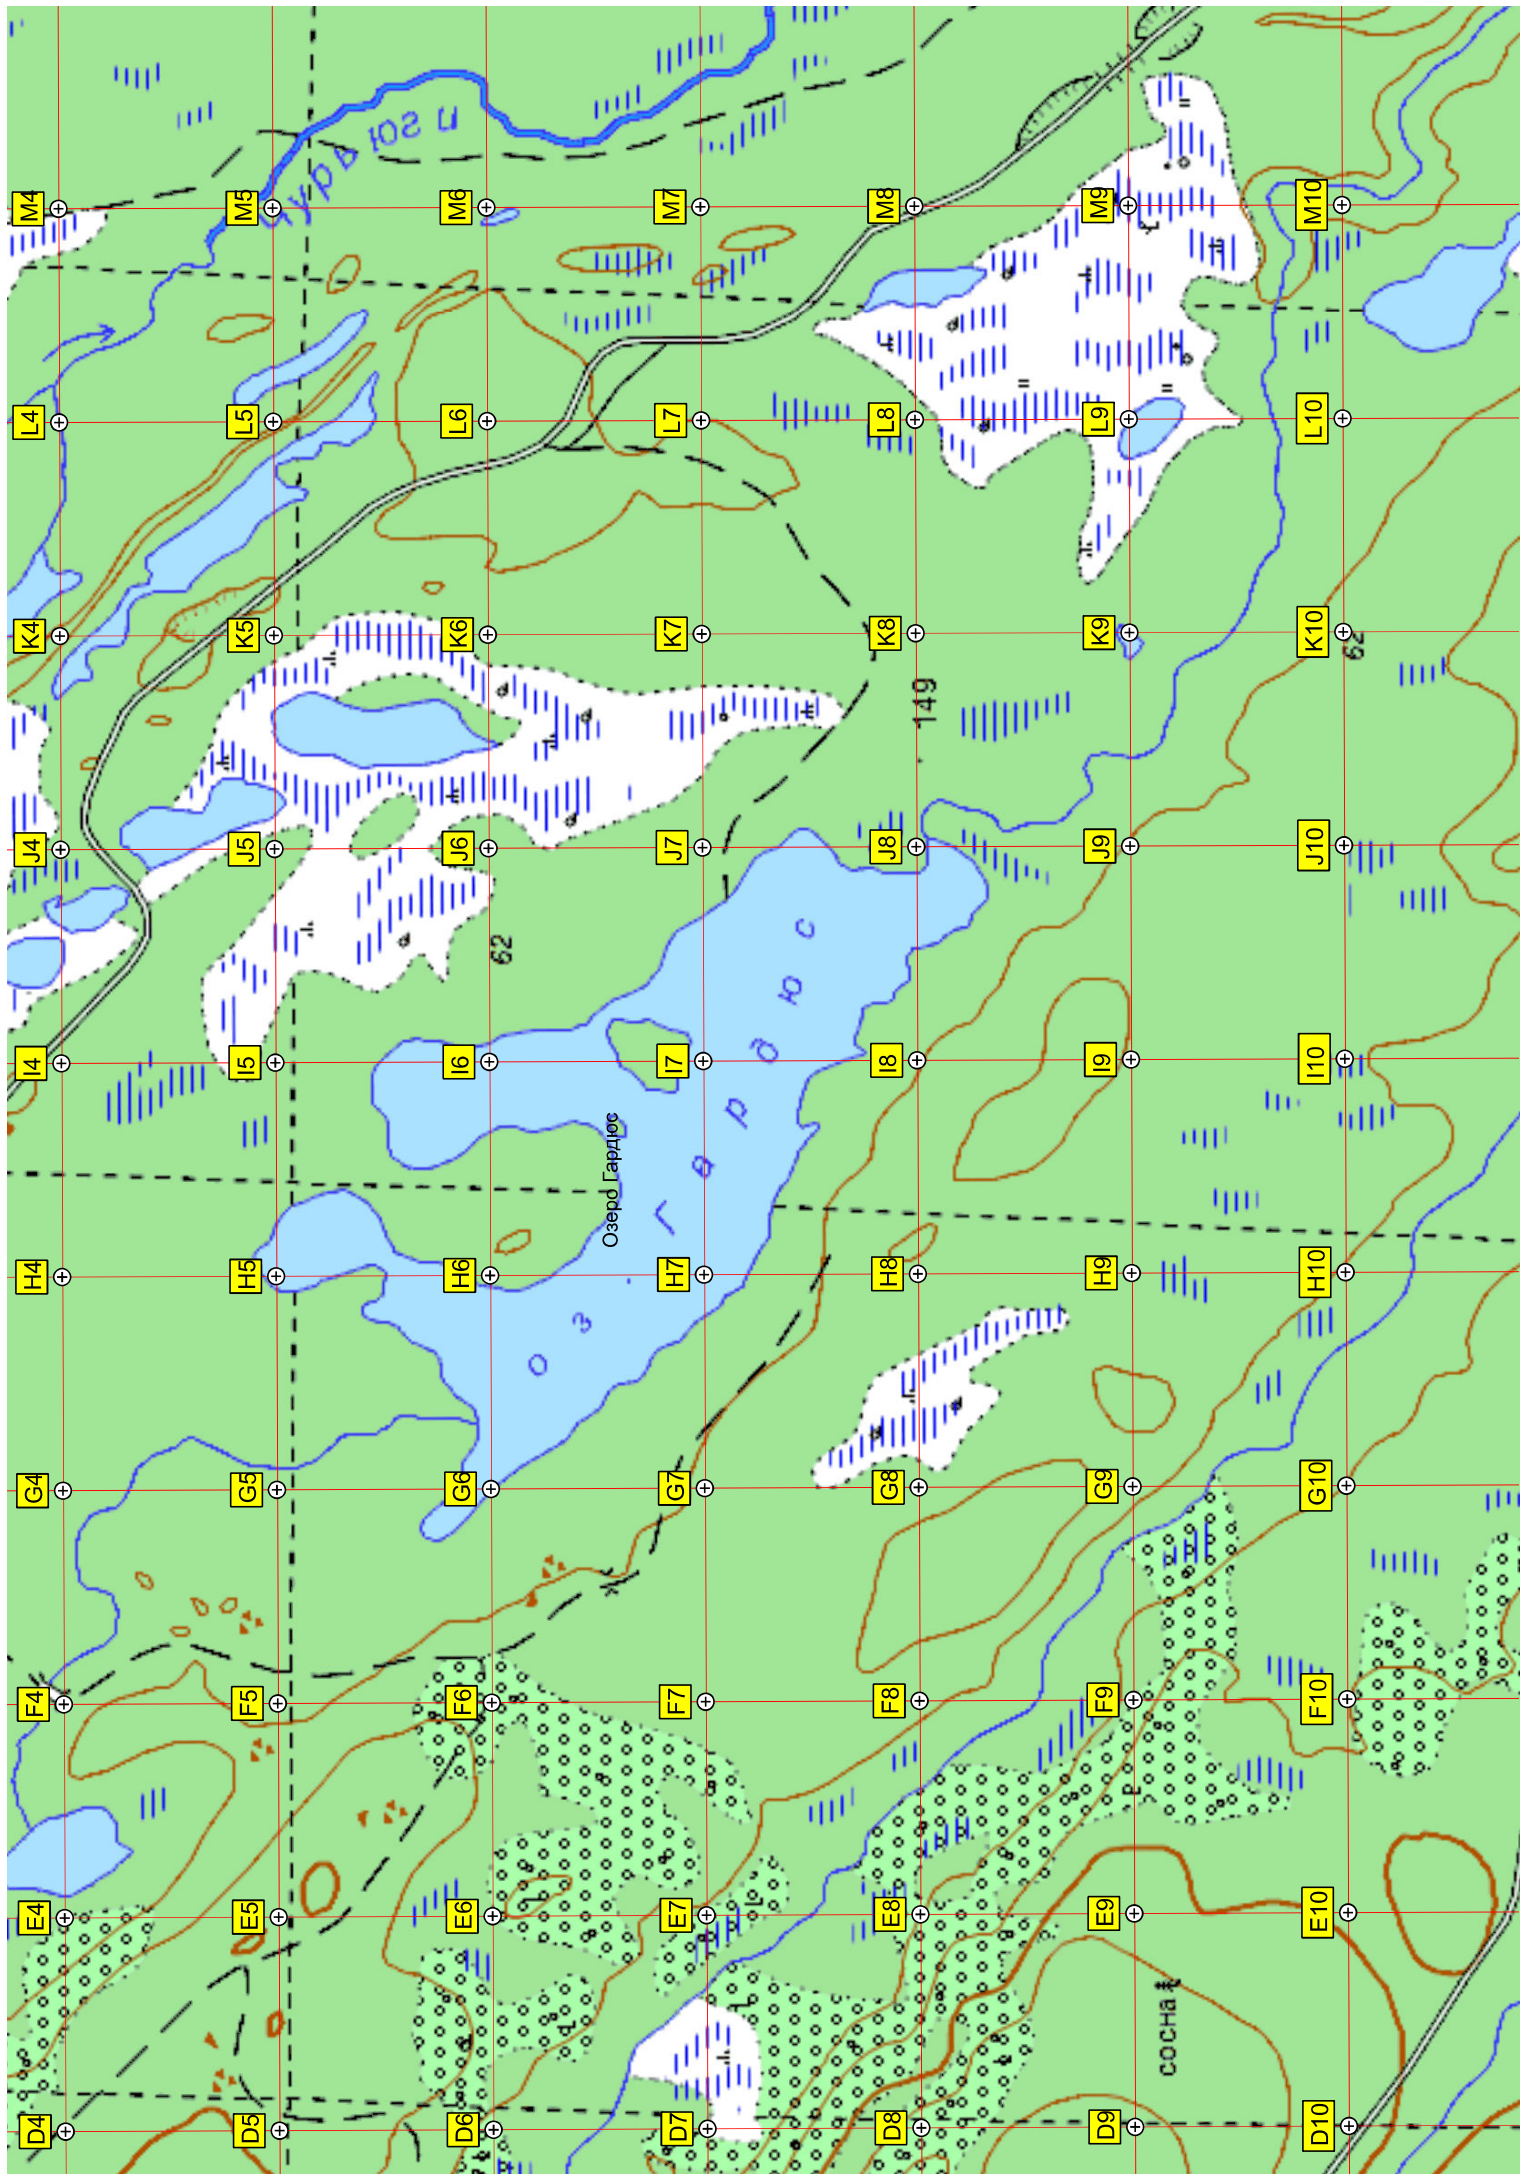 M4 M5 M6 M7 M8 M9 M10
L4 L5 L6 L7 L8 L9 L10
K4 K5 K6 K7 K8 K9 K10
J4 J5 J6 J7 J8 J9 J10
I4 I5 I6 I7 I8 I9 I10
H4 H5 H6 H7 H8 H9 H10
G4 G5 G6 G7 G8 G9 G10
F4 F5 F6 F7 F8 F9 F10
E4 E5 E6 E7 E8 E9 E10
D4 D5 D6 D7 D8 D9 D10
62
149
62
Озеро Гардюс
оз Гардюс
сосна